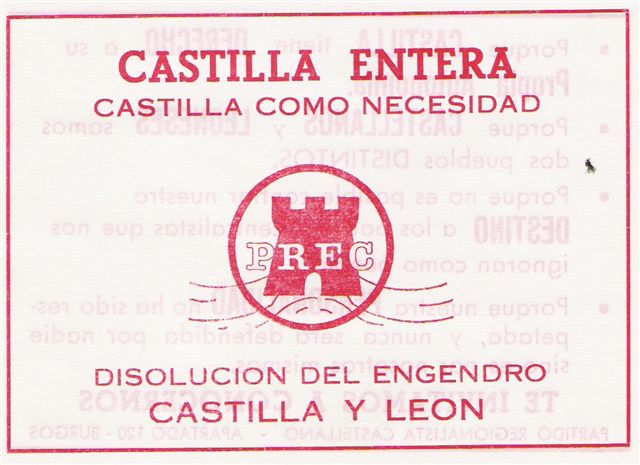 CASTILLA ENTERA
CASTILLA COMO NECESIDAD
PREC
DISOLUCION DEL ENGENDRO
CASTILLA Y LEON